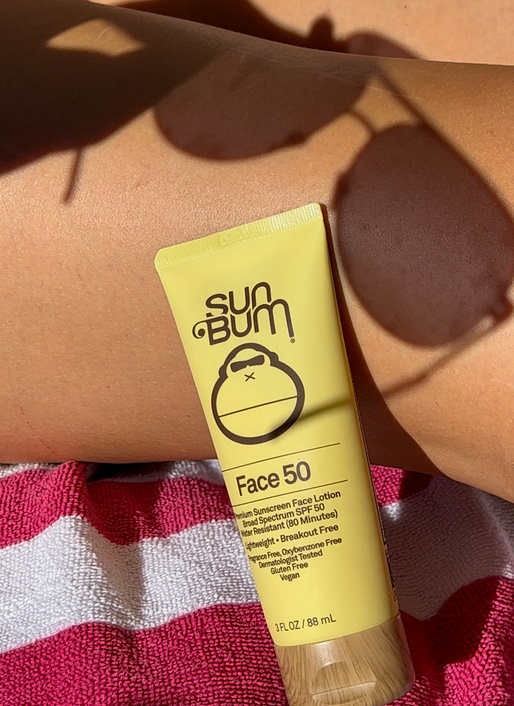 sun
Bum®
Face 50
Premium Sunscreen Face Lotion
Broad Spectrum SPF 50
Water Resistant (80 Minutes)
Lightweight • Breakout Free
Fragrance Free, Oxybenzone Free
Dermatologist Tested
Gluten Free
Vegan
3 FL OZ / 88 mL